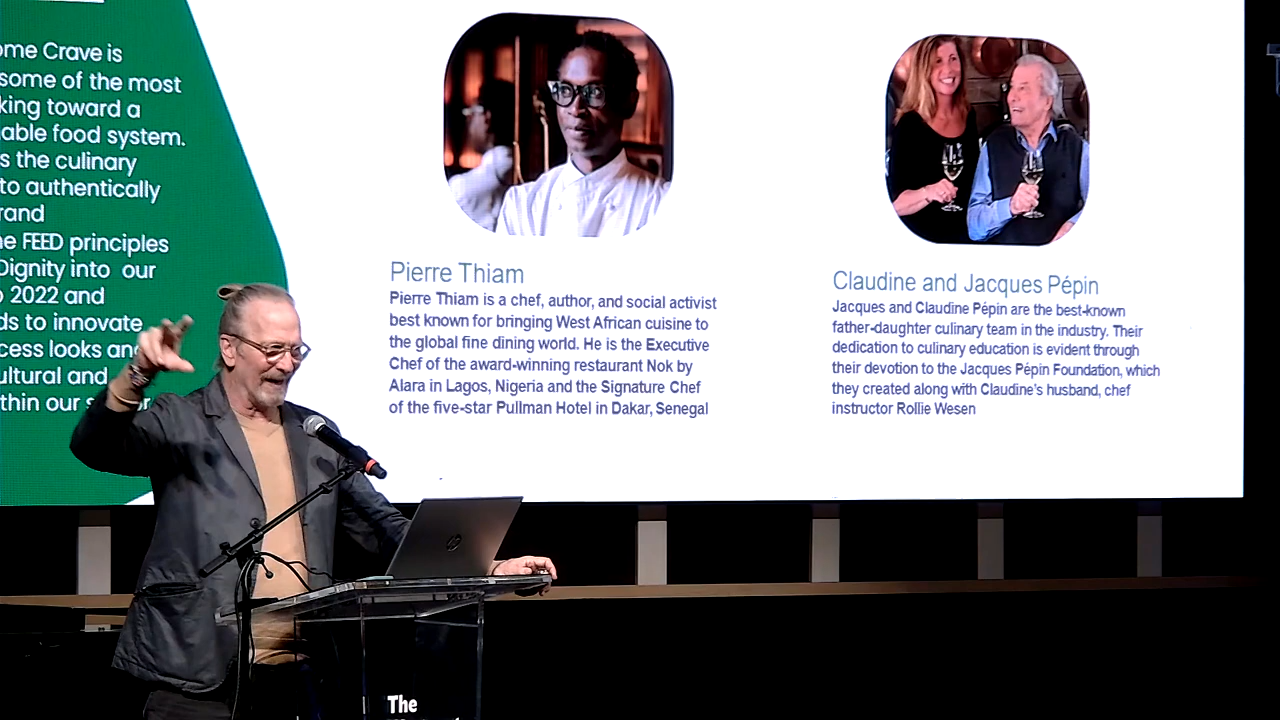 ome Crave is
some of the most
king toward a
able food system.
s the culinary
to authentically
rand
e FEED principles
Dignity into our
2022 and
ds to innovate
cess looks and
ultural and
thin our
Pierre Thiam
Pierre Thiam is a chef, author, and social activist
best known for bringing West African cuisine to
the global fine dining world. He is the Executive
Chef of the award-winning restaurant Nok by
Alara in Lagos, Nigeria and the Signature Chef
of the five-star Pullman Hotel in Dakar, Senegal
Claudine and Jacques Pépin
Jacques and Claudine Pépin are the best-known
father-daughter culinary team in the industry. Their
dedication to culinary education is evident through
their devotion to the Jacques Pépin Foundation, which
they created along with Claudine's husband, chef
instructor Rollie Wesen
hp
The